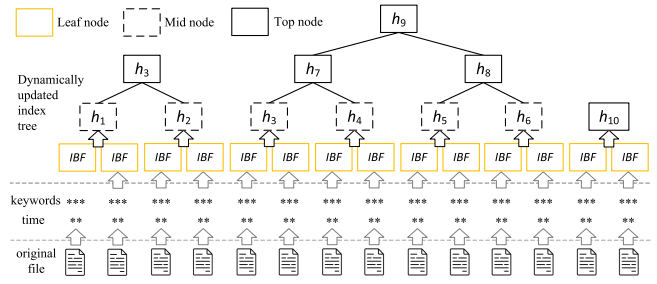 Leaf node Mid node Top node
h9
Dynamically
updated index
tree
h3 h7 h8
h1 h2 h3 h4 h5 h6 h10
IBF IBF IBF IBF IBF IBF IBF IBF IBF IBF IBF IBF IBF IBF
keywords *** *** *** *** *** *** *** *** *** *** *** *** *** ***
time ** ** ** ** ** ** ** ** ** ** ** ** ** **
original
file